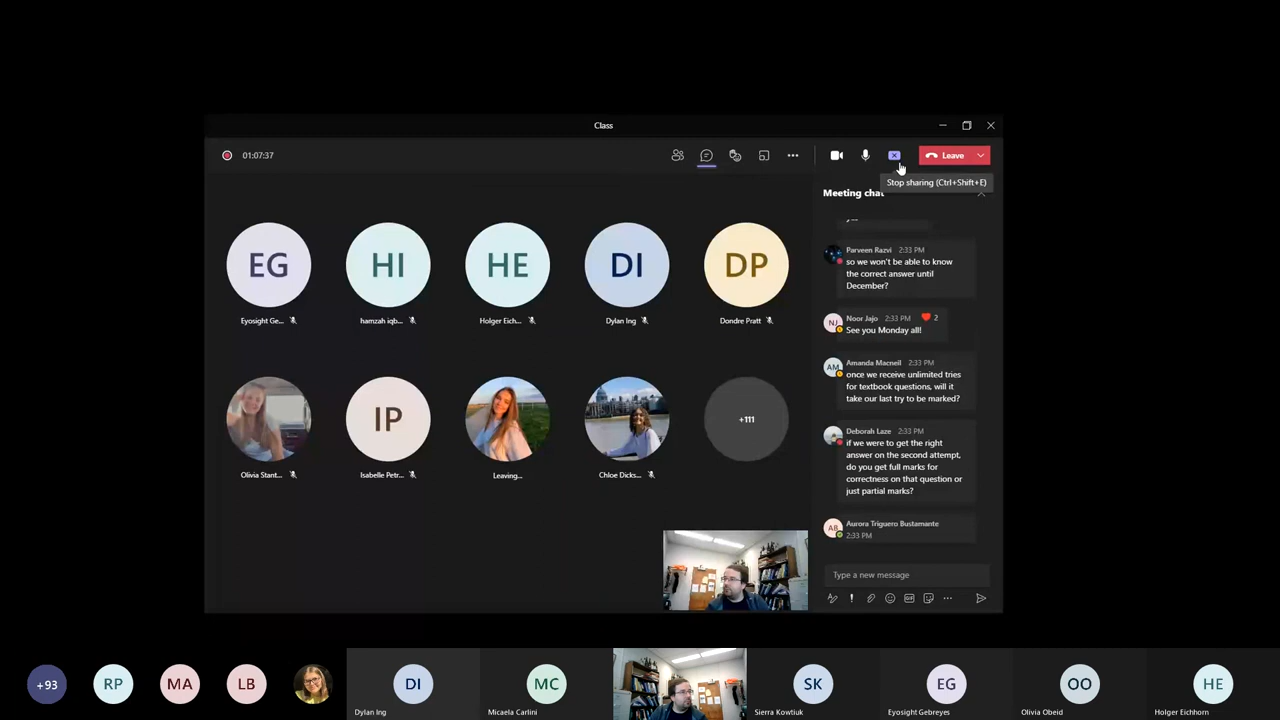 Class
01:07:37
Leave
Stop sharing (Ctrl+Shift+E)
Meeting chat
EG
HI
HE
DI
DP
Eyosight Ge...
hamzah iqb...
Holger Eich...
Dylan Ing
Dondre Pratt
IP
+111
Olivia Stant...
Isabelle Petr...
Leaving...
Chloe Dicks...
Parveen Razvi 2:33 PM
so we won't be able to know
the correct answer until
December?
NJ
Noor Jajo 2:33 PM 2
See you Monday all!
AM
Amanda Macneil 2:33 PM
once we receive unlimited tries
for textbook questions, will it
take our last try to be marked?
Deborah Laze 2:33 PM
if we were to get the right
answer on the second attempt,
do you get full marks for
correctness on that question or
just partial marks?
AB
Aurora Triguero Bustamante
2:33 PM
Type a new message
GIF
+93
RP
MA
LB
DI
MC
SK
EG
OO
HE
Dylan Ing
Micaela Carlini
Sierra Kowtiuk
Eyosight Gebreyes
Olivia Obeid
Holger Eichhorn